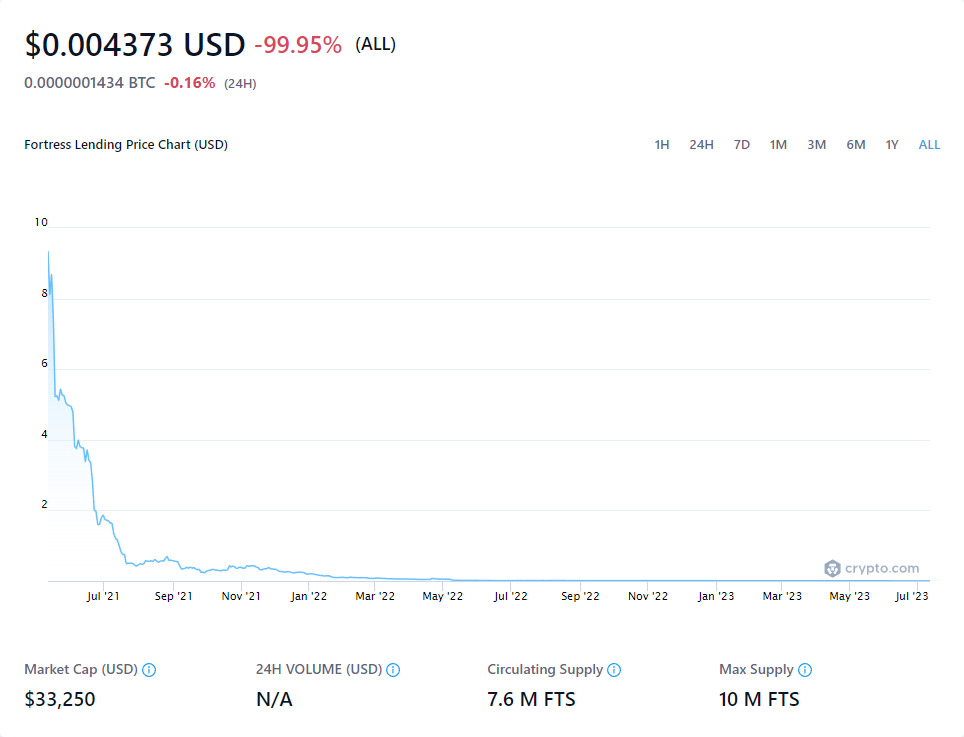 $0.004373 USD -99.95% (ALL)
0.0000001434 BTC -0.16% (24H)
Fortress Lending Price Chart (USD) 1H 24H 7D 1M 3M 6M 1Y ALL
10
8
6
4
2
crypto.com
Jul '21 Sep '21 Nov '21 Jan '22 Mar '22 May '22 Jul '22 Sep '22 Nov '22 Jan '23 Mar '23 May '23 Jul '23
Market Cap (USD) 24H VOLUME (USD) Circulating Supply Max Supply
$33,250 N/A 7.6 M FTS 10 M FTS